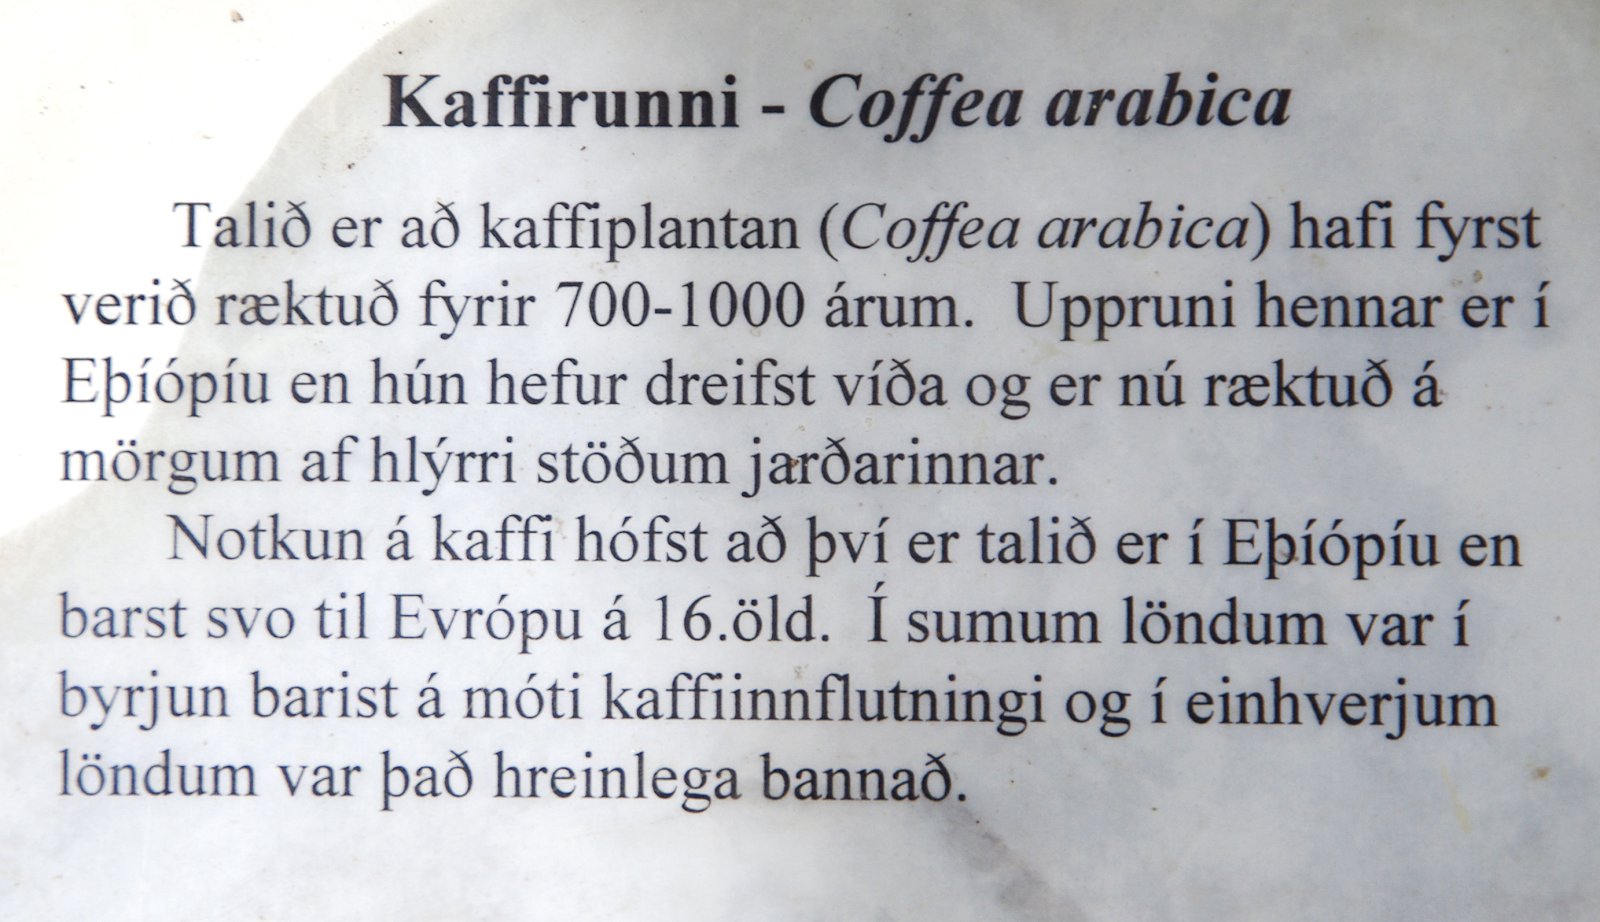 Kaffirunni - Coffea arabica
Talið er að kaffiplantan (Coffea arabica) hafi fyrst
verið ræktuð fyrir 700-1000 árum. Uppruni hennar er í
Eþíópíu en hún hefur dreifst víða og er nú ræktuð á
mörgum af hlýrri stöðum jarðarinnar.
Notkun á kaffi hófst að því er talið er í Eþíópíu en
barst svo til Evrópu á 16.öld. Í sumum löndum var í
byrjun barist á móti kaffiinnflutningi og í einhverjum
löndum var það hreinlega bannað.